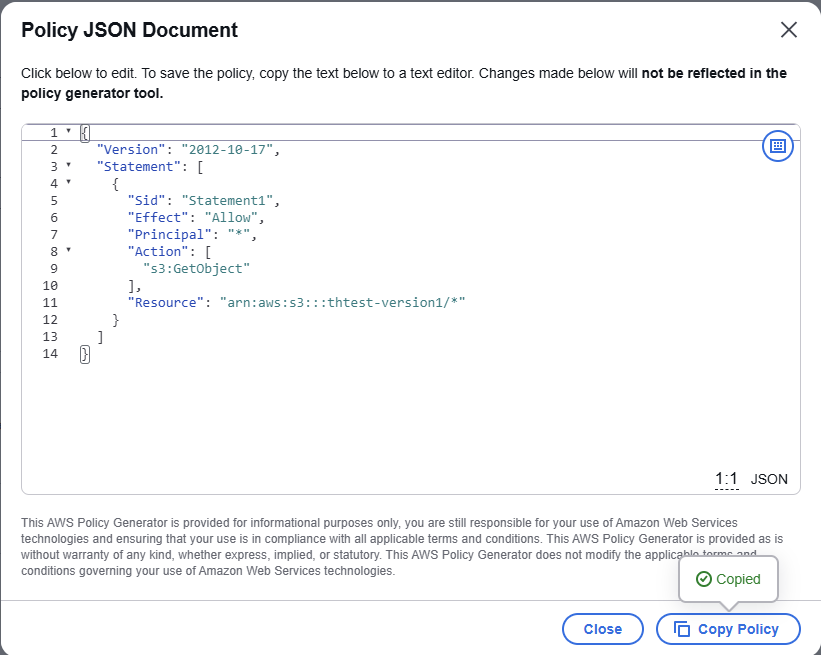 Policy JSON Document
Click below to edit. To save the policy, copy the text below to a text editor. Changes made below will not be reflected in the
policy generator tool.
1 {
2 "Version": "2012-10-17",
3 "Statement": [
4 {
5 "Sid": "Statement1",
6 "Effect": "Allow",
7 "Principal": "*",
8 "Action": [
9 "s3:GetObject"
10 ],
11 "Resource": "arn:aws:s3:::thtest-version1/*"
12 }
13 ]
14 }
1:1 JSON
This AWS Policy Generator is provided for informational purposes only, you are still responsible for your use of Amazon Web Services
technologies and ensuring that your use is in compliance with all applicable terms and conditions. This AWS Policy Generator is provided as is
without warranty of any kind, whether express, implied, or statutory. This AWS Policy Generator does not modify the applicable terms and
conditions governing your use of Amazon Web Services technologies.
Copied
Close Copy Policy